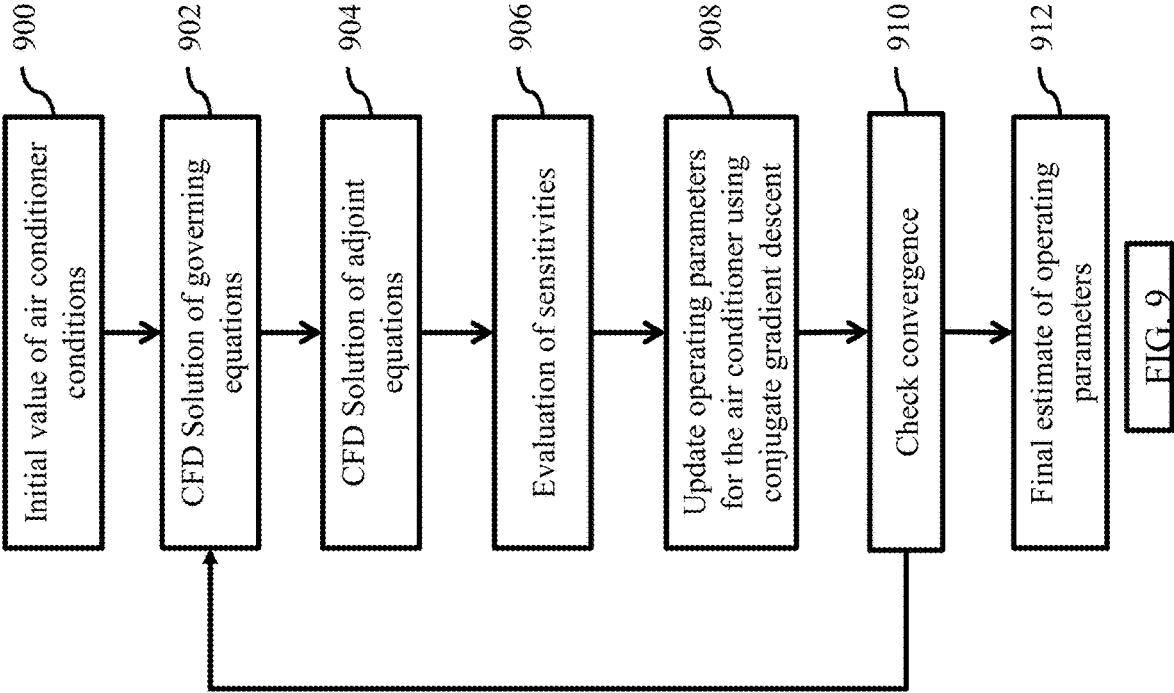 Initial value of air conditioner
conditions
900
CFD Solution of governing
equations
902
CFD Solution of adjoint
equations
904
Evaluation of sensitivities
906
Update operating parameters
for the air conditioner using
conjugate gradient descent
908
Check convergence
910
Final estimate of operating
parameters
912
FIG. 9